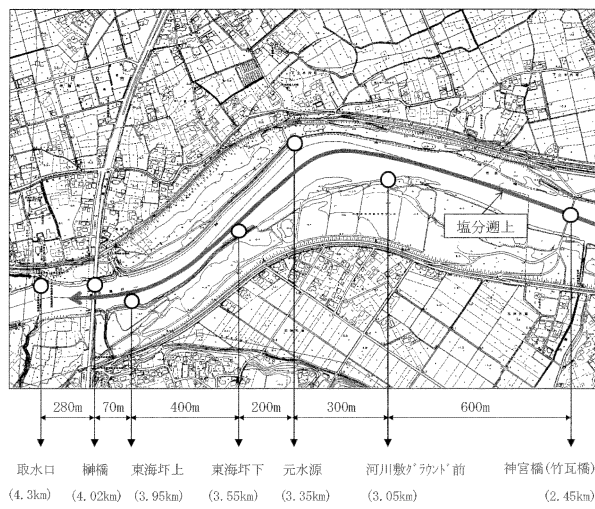 塩分遡上
280m 70m 400m 200m 300m 600m
取水口 榊橋 東海圷上 東海圷下 元水源 河川敷ｸﾞﾗｳﾝﾄﾞ前 神宮橋(竹瓦橋)
(4.3km) (4.02km) (3.95km) (3.55km) (3.35km) (3.05km) (2.45km)